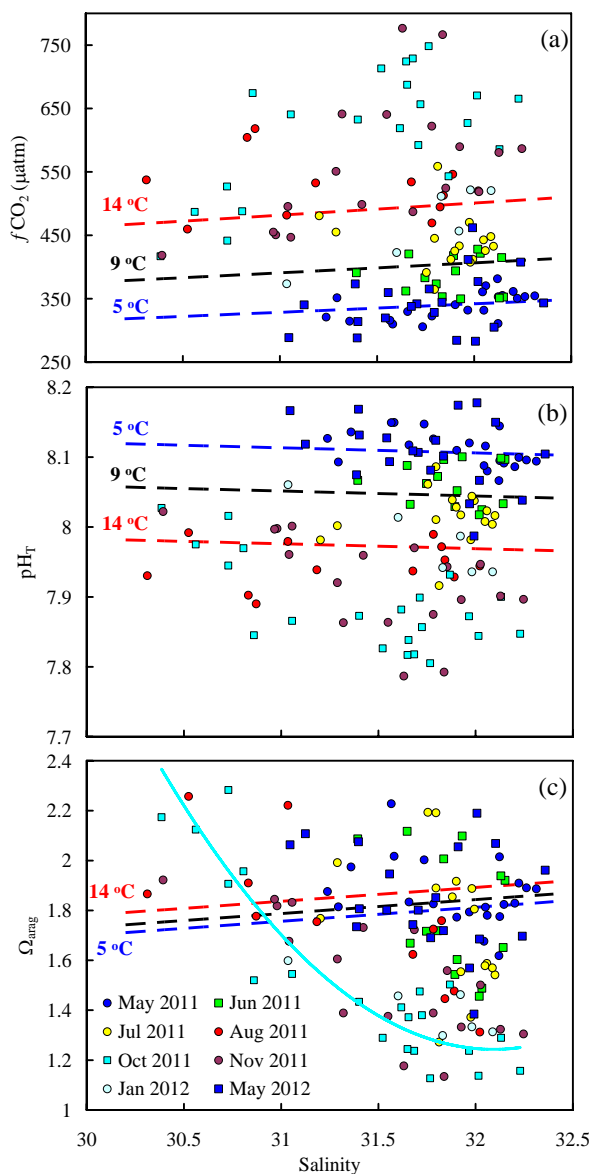 (a)
750
650
550
450
350
250
fCO₂ (μatm)
14 °C
9 °C
5 °C
(b)
8.2
8.1
8
7.9
7.8
7.7
pH_T
5 °C
9 °C
14 °C
(c)
2.4
2.2
2
1.8
1.6
1.4
1.2
1
Ω_arag
14 °C
5 °C
May 2011 Jun 2011
Jul 2011 Aug 2011
Oct 2011 Nov 2011
Jan 2012 May 2012
30 30.5 31 31.5 32 32.5
Salinity